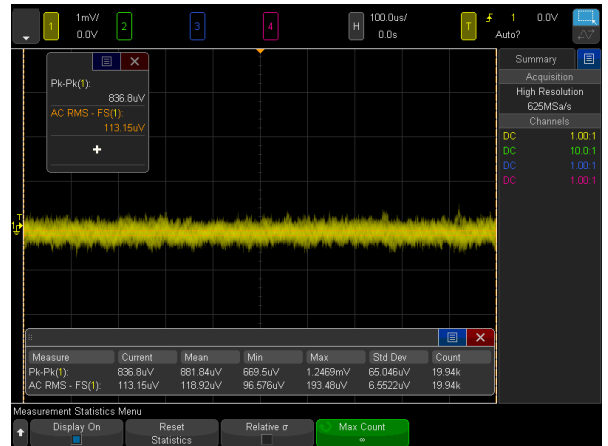 1 1mV/ 2 3 4 H 100.0us/ T 1 0.0V
0.0V 0.0s Auto?
Summary
Acquisition
High Resolution
625MSa/s
Channels
DC 1.00:1
DC 10.0:1
DC 1.00:1
DC 1.00:1
Pk-Pk(1):
836.8uV
AC RMS - FS(1):
113.15uV
T
1
Measure Current Mean Min Max Std Dev Count
Pk-Pk(1): 836.8uV 881.84uV 669.5uV 1.2469mV 65.046uV 19.94k
AC RMS - FS(1): 113.15uV 118.92uV 96.576uV 193.48uV 6.5522uV 19.94k
Measurement Statistics Menu
Display On Reset Relative σ Max Count
Statistics ∞